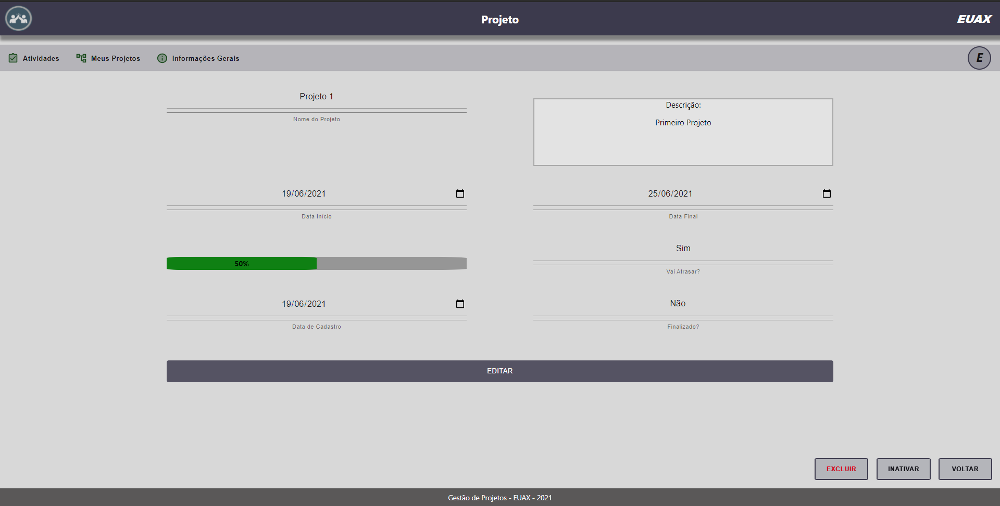 Projeto
EUAX
Atividades
Meus Projetos
Informações Gerais
E
Projeto 1
Nome do Projeto
Descrição:
Primeiro Projeto
19/06/2021
Data Início
25/06/2021
Data Final
50%
Sim
Vai Atrasar?
19/06/2021
Data de Cadastro
Não
Finalizado?
EDITAR
EXCLUIR
INATIVAR
VOLTAR
Gestão de Projetos - EUAX - 2021